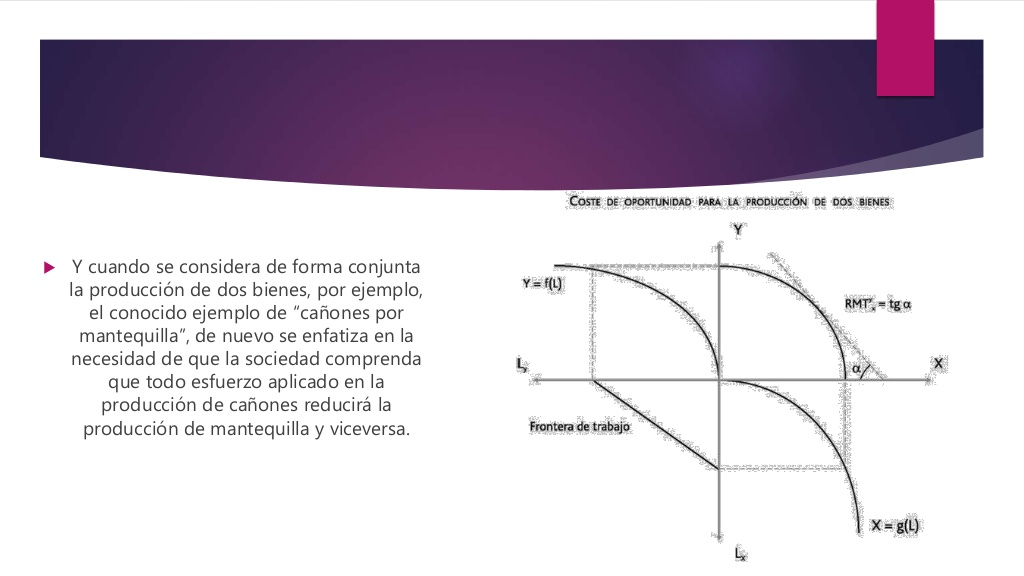 COSTE DE OPORTUNIDAD PARA LA PRODUCCIÓN DE DOS BIENES
Y cuando se considera de forma conjunta
la producción de dos bienes, por ejemplo,
el conocido ejemplo de “cañones por
mantequilla”, de nuevo se enfatiza en la
necesidad de que la sociedad comprenda
que todo esfuerzo aplicado en la
producción de cañones reducirá la
producción de mantequilla y viceversa.
Y
Y = f(L)
= tg α
α
X
Frontera de trabajo
X = g(L)
Lx